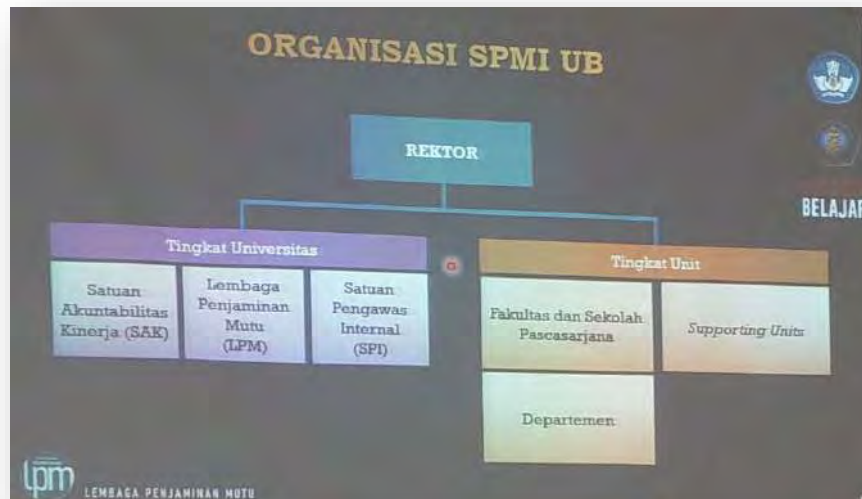 ORGANISASI SPMI UB
REKTOR
BELAJAR
Tingkat Universitas
Satuan
Akuntabilitas
Kinerja (SAK)
Lembaga
Penjaminan
Mutu
(LPM)
Satuan
Pengawas
Internal
(SPI)
Tingkat Unit
Fakultas dan Sekolah
Pascasarjana
Supporting Units
Departemen
lpm
LEMBAGA PENJAMINAN MUTU